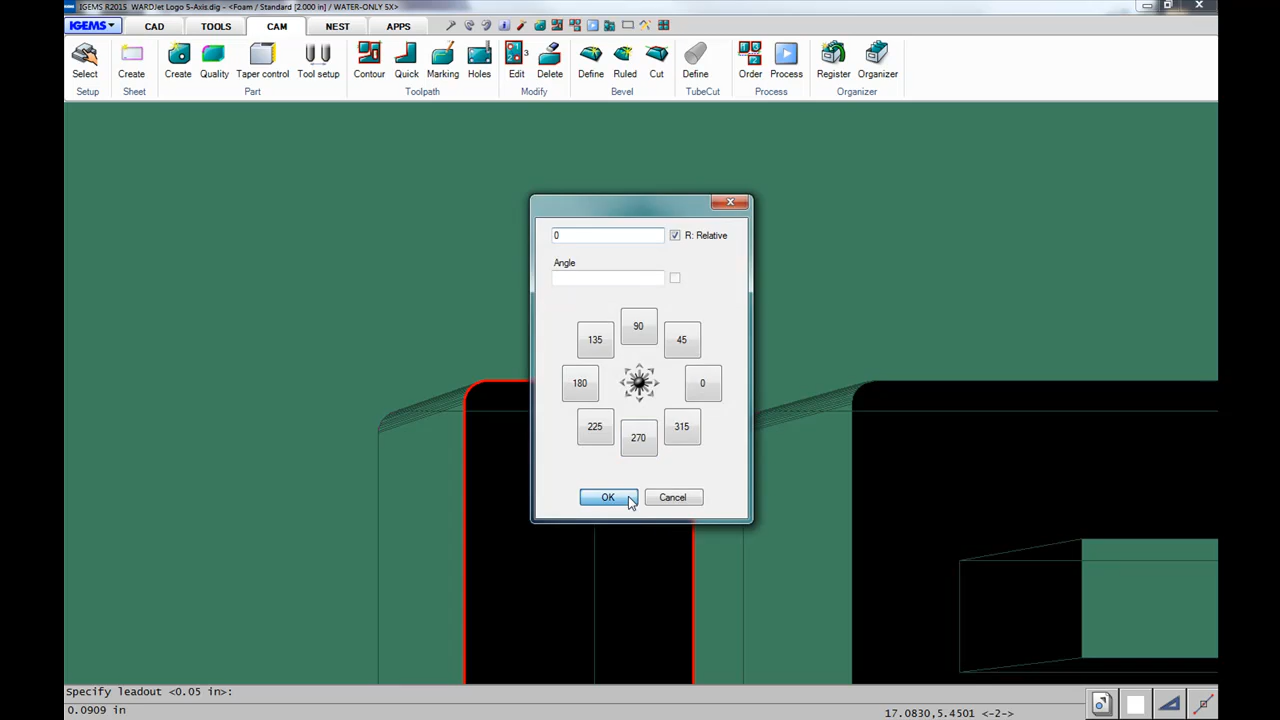 IGEMS R2015 WARDJet Logo 5-Axis.dig - <Foam / Standard [2.000 in] / WATER-ONLY 5X>
IGEMS CAD TOOLS CAM NEST APPS
Select Create Create Quality Taper control Tool setup Contour Quick Marking Holes 3 Edit Delete Define Ruled Cut Define Order Process Register Organizer
Setup Sheet Part Toolpath Modify Bevel TubeCut Process Organizer
0 R: Relative
Angle
90
135 45
180 0
225 315
270
OK Cancel
Specify leadout <0.05 in>:
0.0909 in 17.0830,5.4501 <-2->